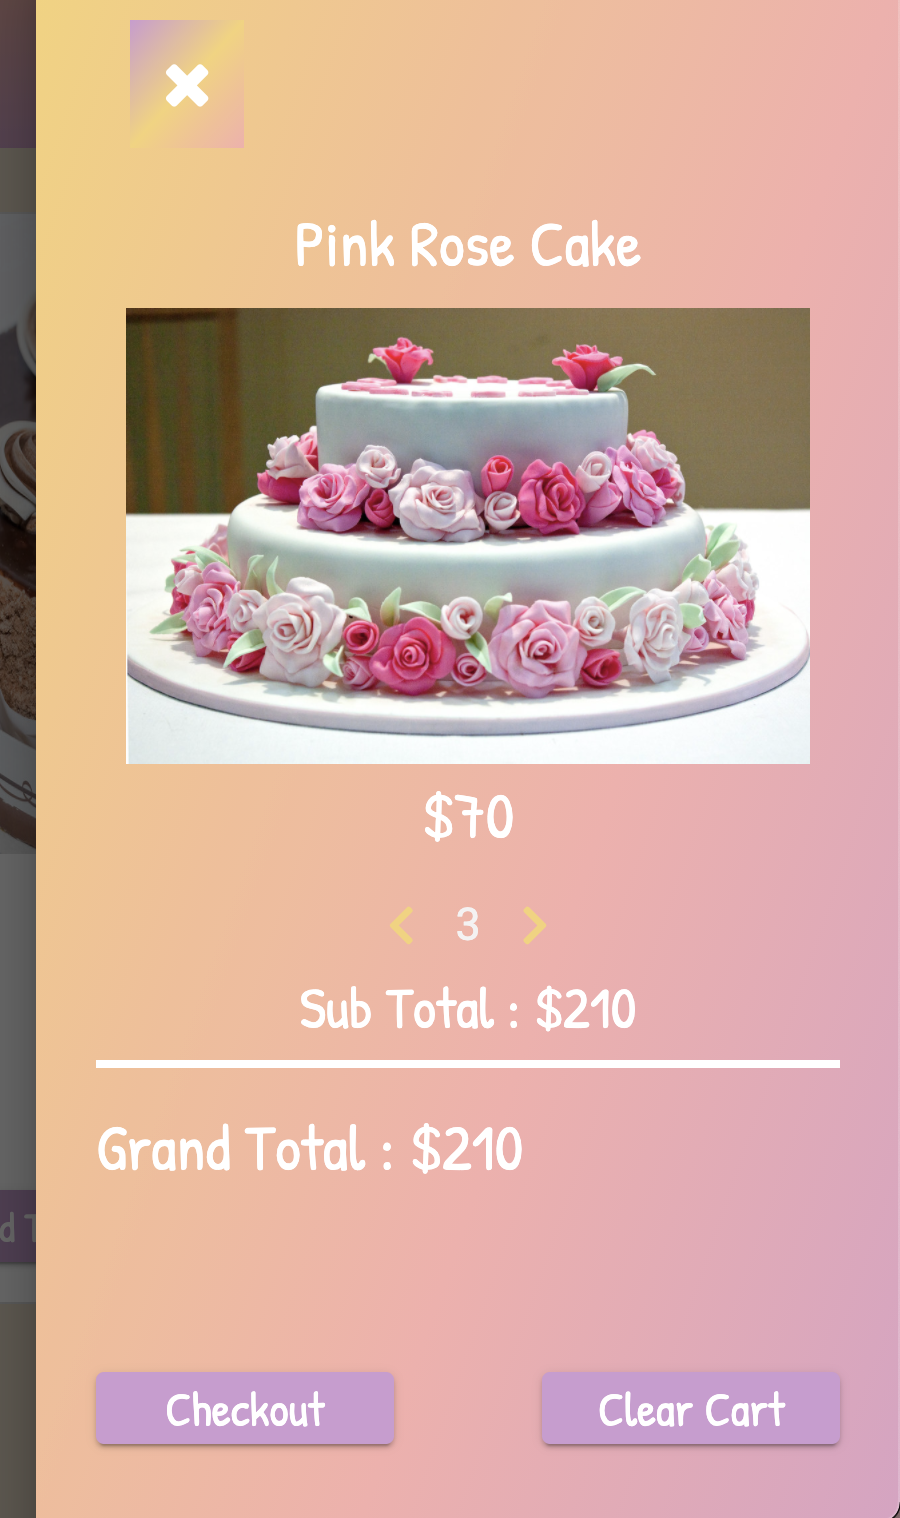 Pink Rose Cake
$70
3
Sub Total : $210
Grand Total : $210
d T
Checkout
Clear Cart